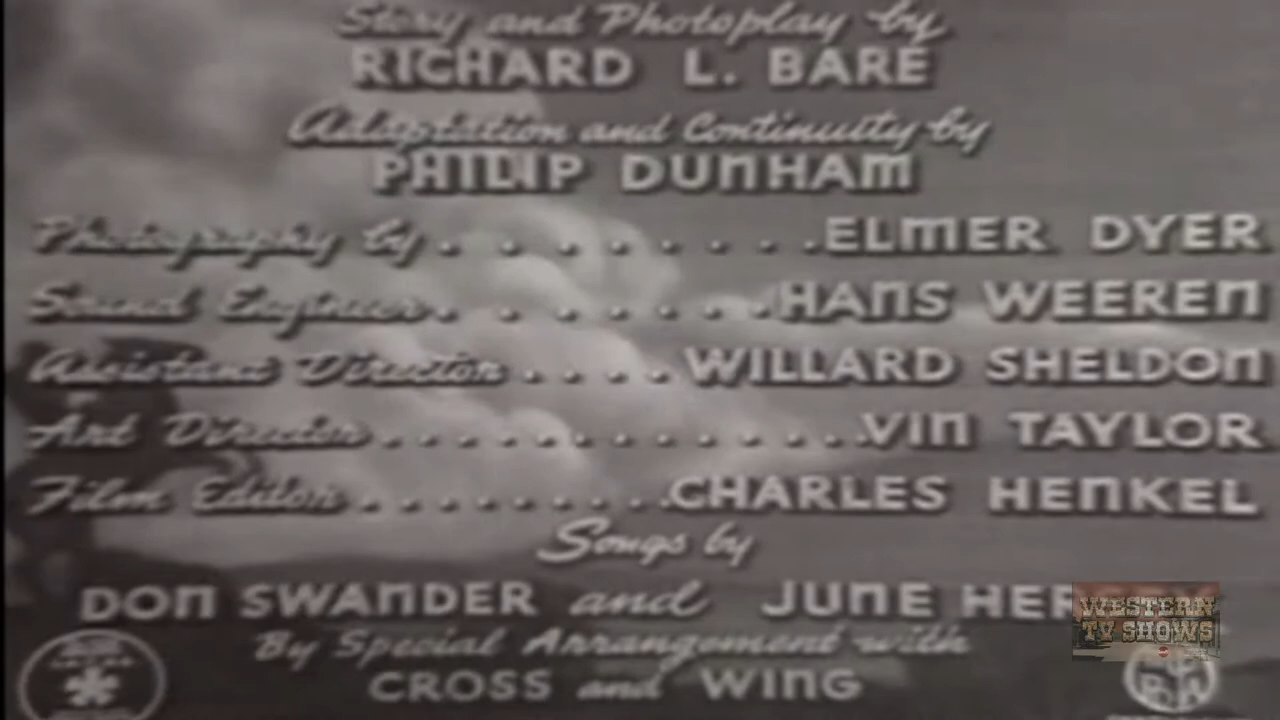 Story and Photoplay by
RICHARD L. BARE
Adaptation and Continuity by
PHILIP DUNHAM
Photography by . . . . . . . . ELMER DYER
Sound Engineer . . . . . . . HANS WEEREN
Assistant Director . . . . WILLARD SHELDON
Art Director . . . . . . . . . . . . . . VIN TAYLOR
Film Editor . . . . . . . . . . CHARLES HENKEL
Songs by
DON SWANDER and JUNE HER
WESTERN
TV SHOWS
By Special Arrangement with
CROSS and WING